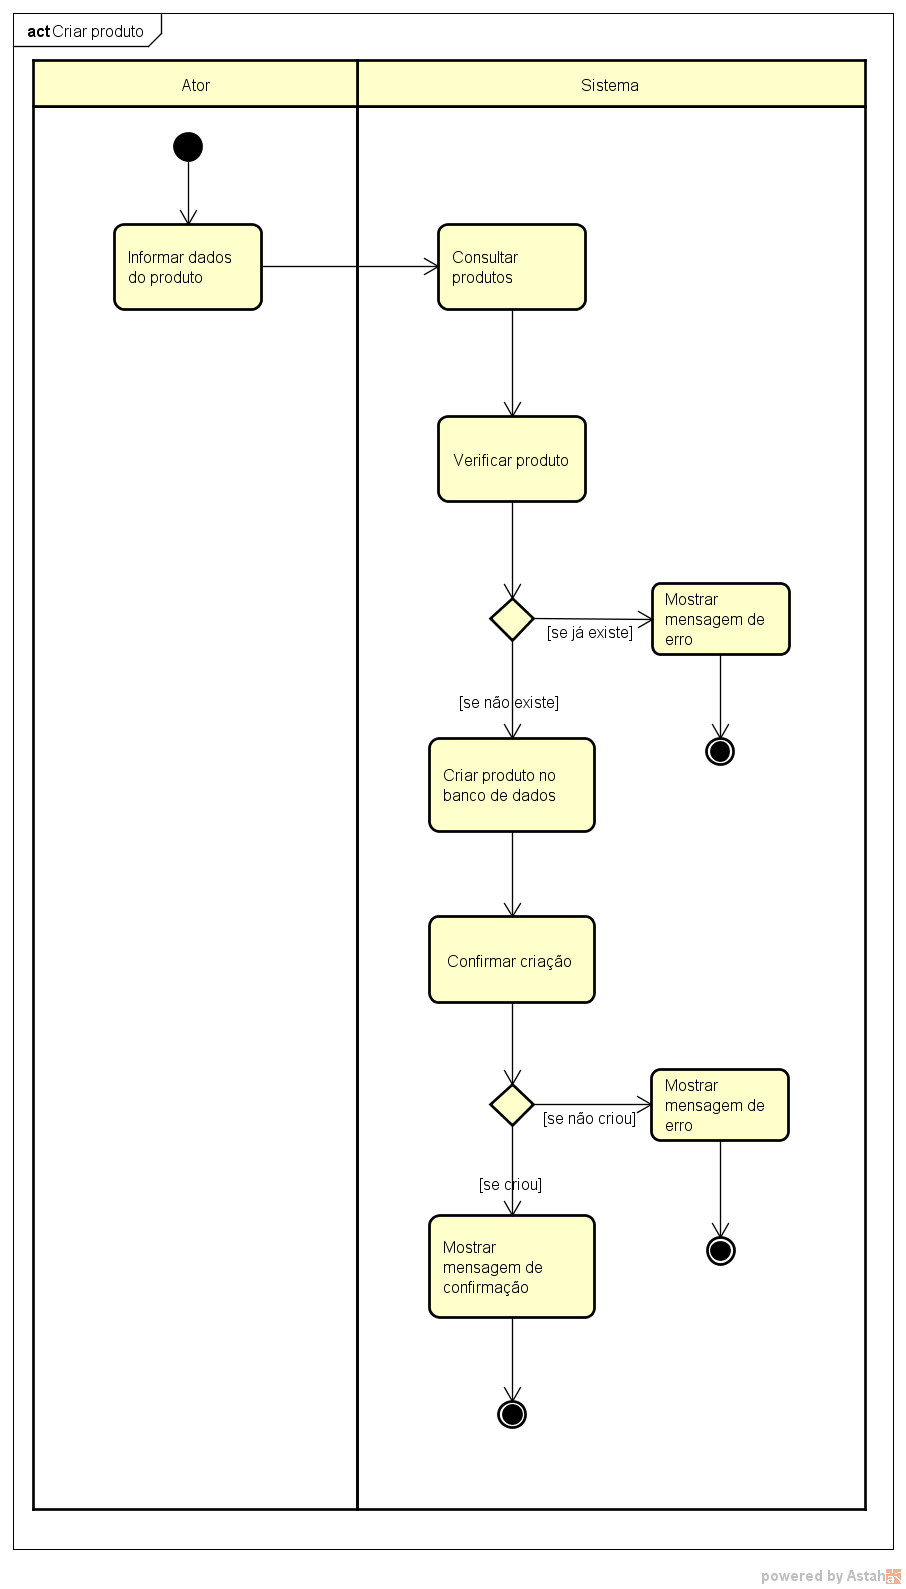 act Criar produto
Ator
Sistema
Informar dados
do produto
Consultar
produtos
Verificar produto
[se já existe]
Mostrar
mensagem de
erro
[se não existe]
Criar produto no
banco de dados
Confirmar criação
[se não criou]
Mostrar
mensagem de
erro
[se criou]
Mostrar
mensagem de
confirmação
powered by Astah